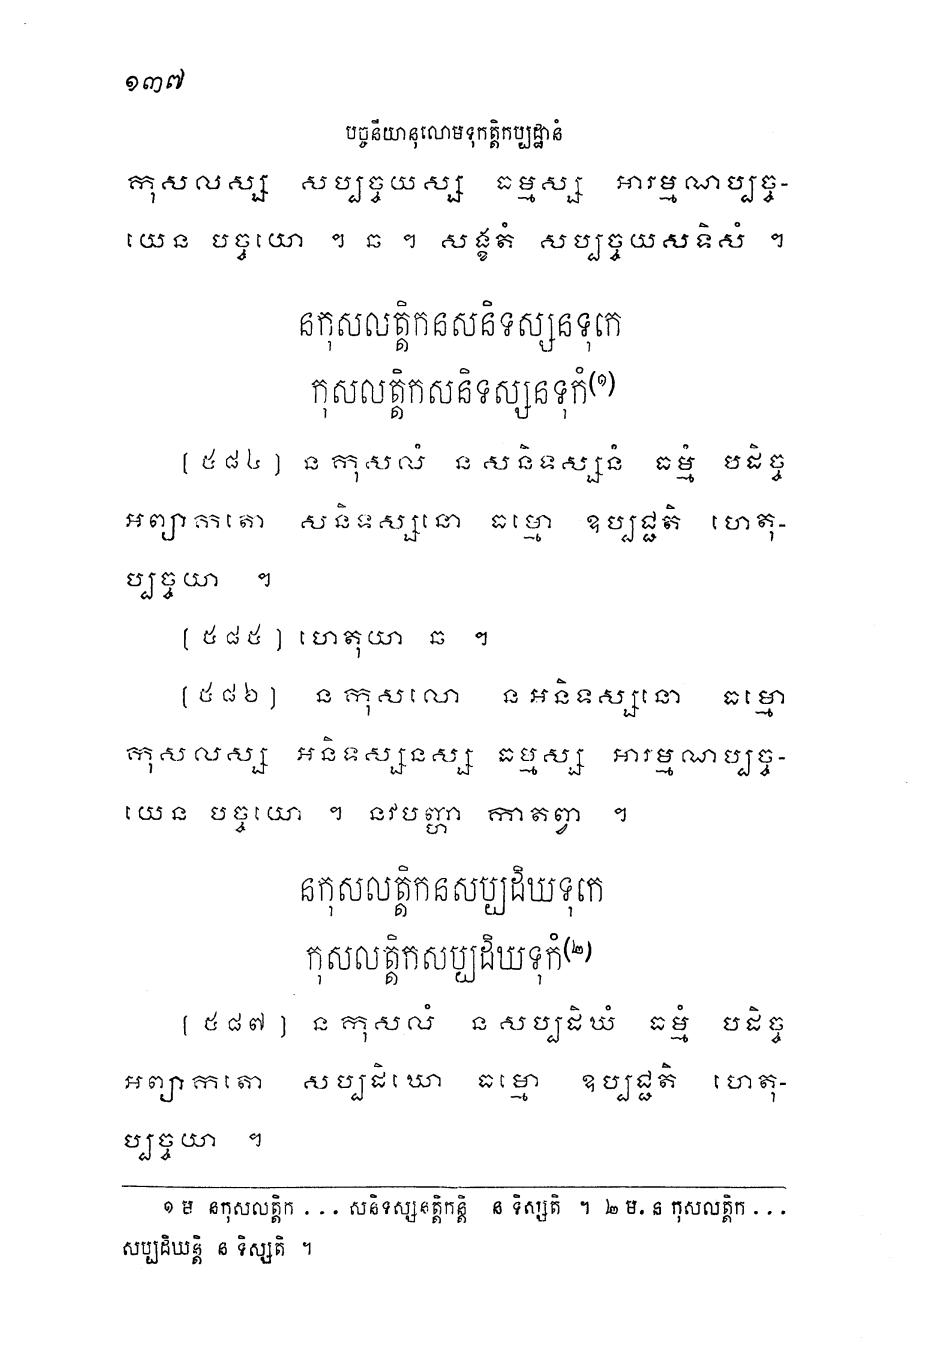 ១៣៧
បច្ចនីយានុលោមទុកត្តិកប្បដ្ឋានំ
កុសលស្ស សប្បច្ចយស្ស ធម្មស្ស អារម្មណប្បច្ច-
យេន បច្ចយោ ។ ឆ ។ សង្ខតំ សប្បច្ចយសទិសំ ។
នកុសលត្តិកនសនិទស្សនទុកេ
កុសលត្តិកសនិទស្សនទុកំ(១)
[ ៥៨៤ ] ន កុសលំ ន សនិទស្សនំ ធម្មំ បដិច្ច
អព្យាកតោ សនិទស្សនោ ធម្មោ ឧប្បជ្ជតិ ហេតុ-
ប្បច្ចយា ។
[ ៥៨៥ ] ហេតុយា ឆ ។
[ ៥៨៦ ] ន កុសលោ ន អនិទស្សនោ ធម្មោ
កុសលស្ស អនិទស្សនស្ស ធម្មស្ស អារម្មណប្បច្ច-
យេន បច្ចយោ ។ នវបញ្ហា កាតព្វា ។
នកុសលត្តិកនសប្បដិឃទុកេ
កុសលត្តិកសប្បដិឃទុកំ(២)
[ ៥៨៧ ] ន កុសលំ ន សប្បដិឃំ ធម្មំ បដិច្ច
អព្យាកតោ សប្បដិឃោ ធម្មោ ឧប្បជ្ជតិ ហេតុ-
ប្បច្ចយា ។
១ ម នកុសលត្តិក ... សនិទស្សនត្តិកន្តិ ន ទិស្សតិ ។ ២ ម. ន កុសលត្តិក ...
សប្បដិឃន្តិ ន ទិស្សតិ ។